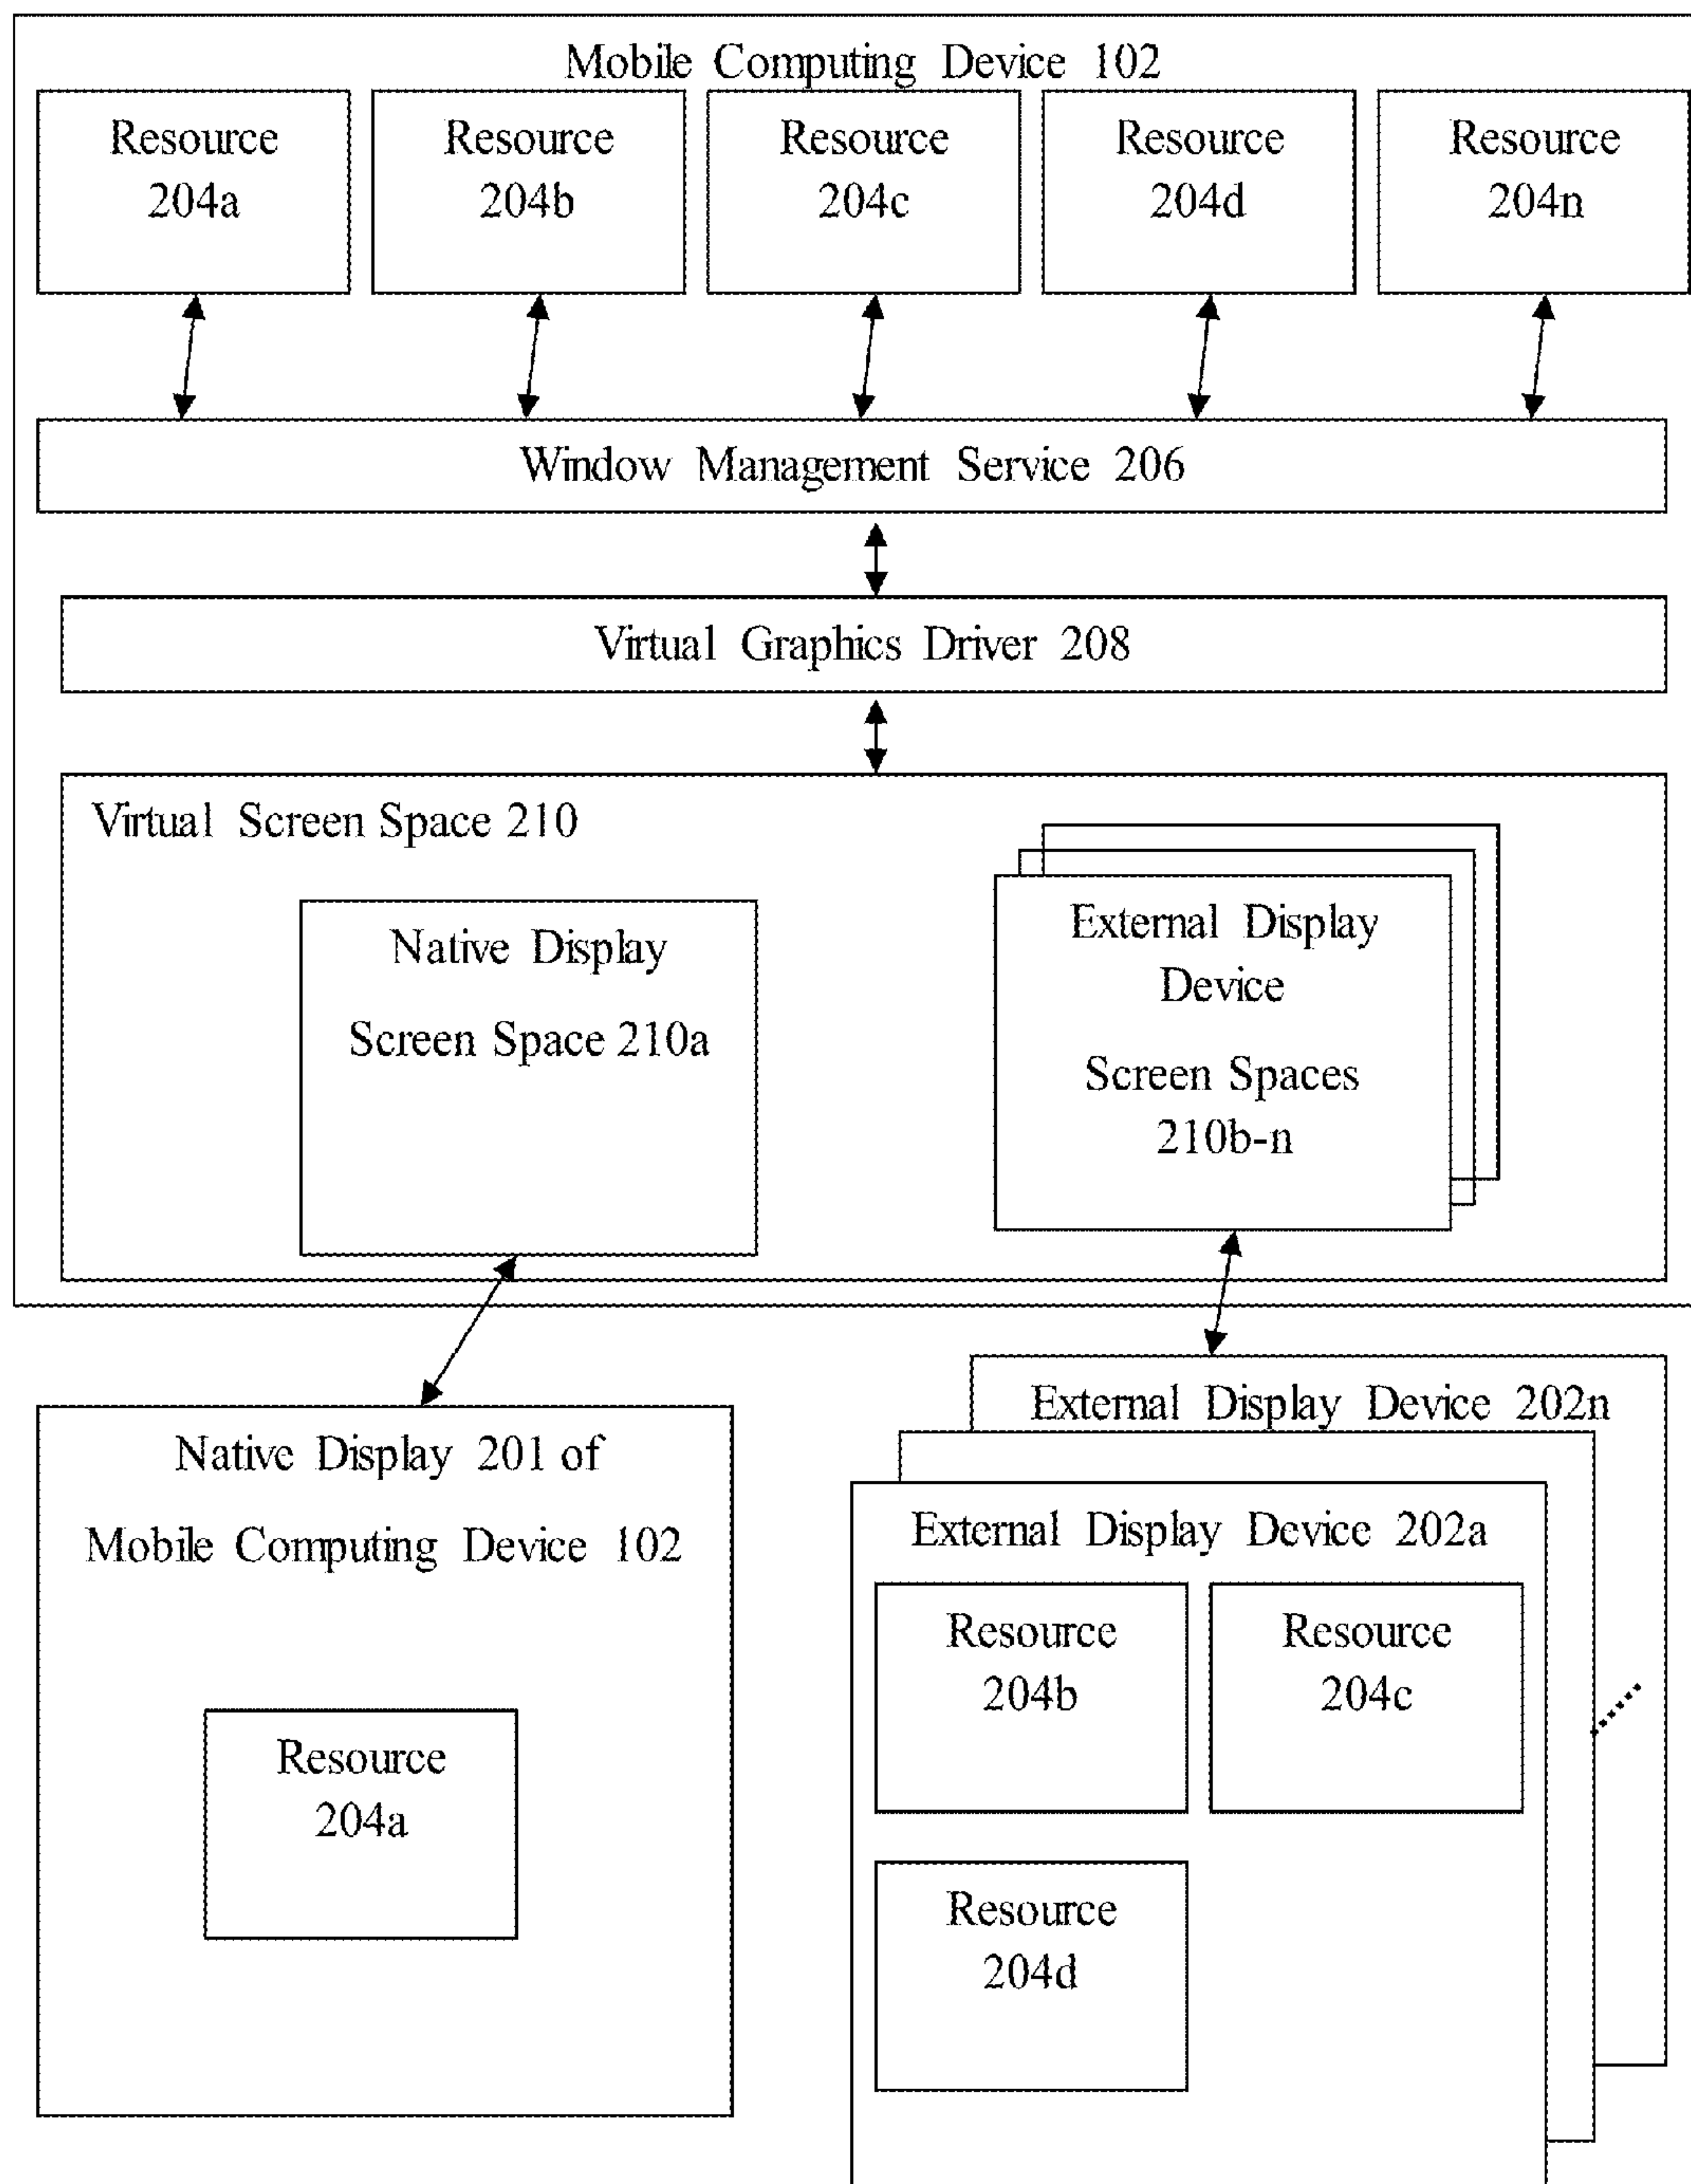 Mobile Computing Device 102
Resource
204a
Resource
204b
Resource
204c
Resource
204d
Resource
204n
Window Management Service 206
Virtual Graphics Driver 208
Virtual Screen Space 210
Native Display
Screen Space 210a
External Display
Device
Screen Spaces
210b-n
Native Display 201 of
Mobile Computing Device 102
Resource
204a
External Display Device 202n
External Display Device 202a
Resource
204b
Resource
204c
Resource
204d